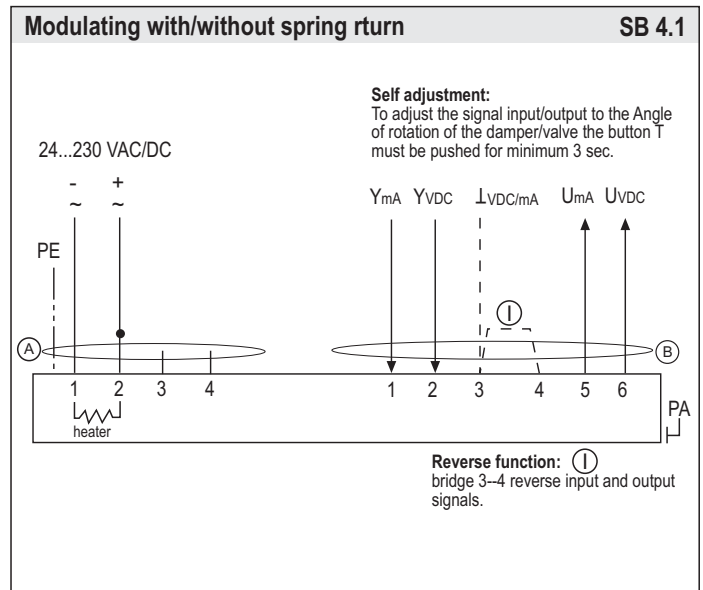 Modulating with/without spring rturn SB 4.1
Self adjustment:
To adjust the signal input/output to the Angle
of rotation of the damper/valve the button T
must be pushed for minimum 3 sec.
24...230 VAC/DC
- +
~ ~
YmA YVDC ⊥VDC/mA UmA UVDC
PE
I
A
B
1 2 3 4 1 2 3 4 5 6
PA
heater
Reverse function: I
bridge 3--4 reverse input and output
signals.